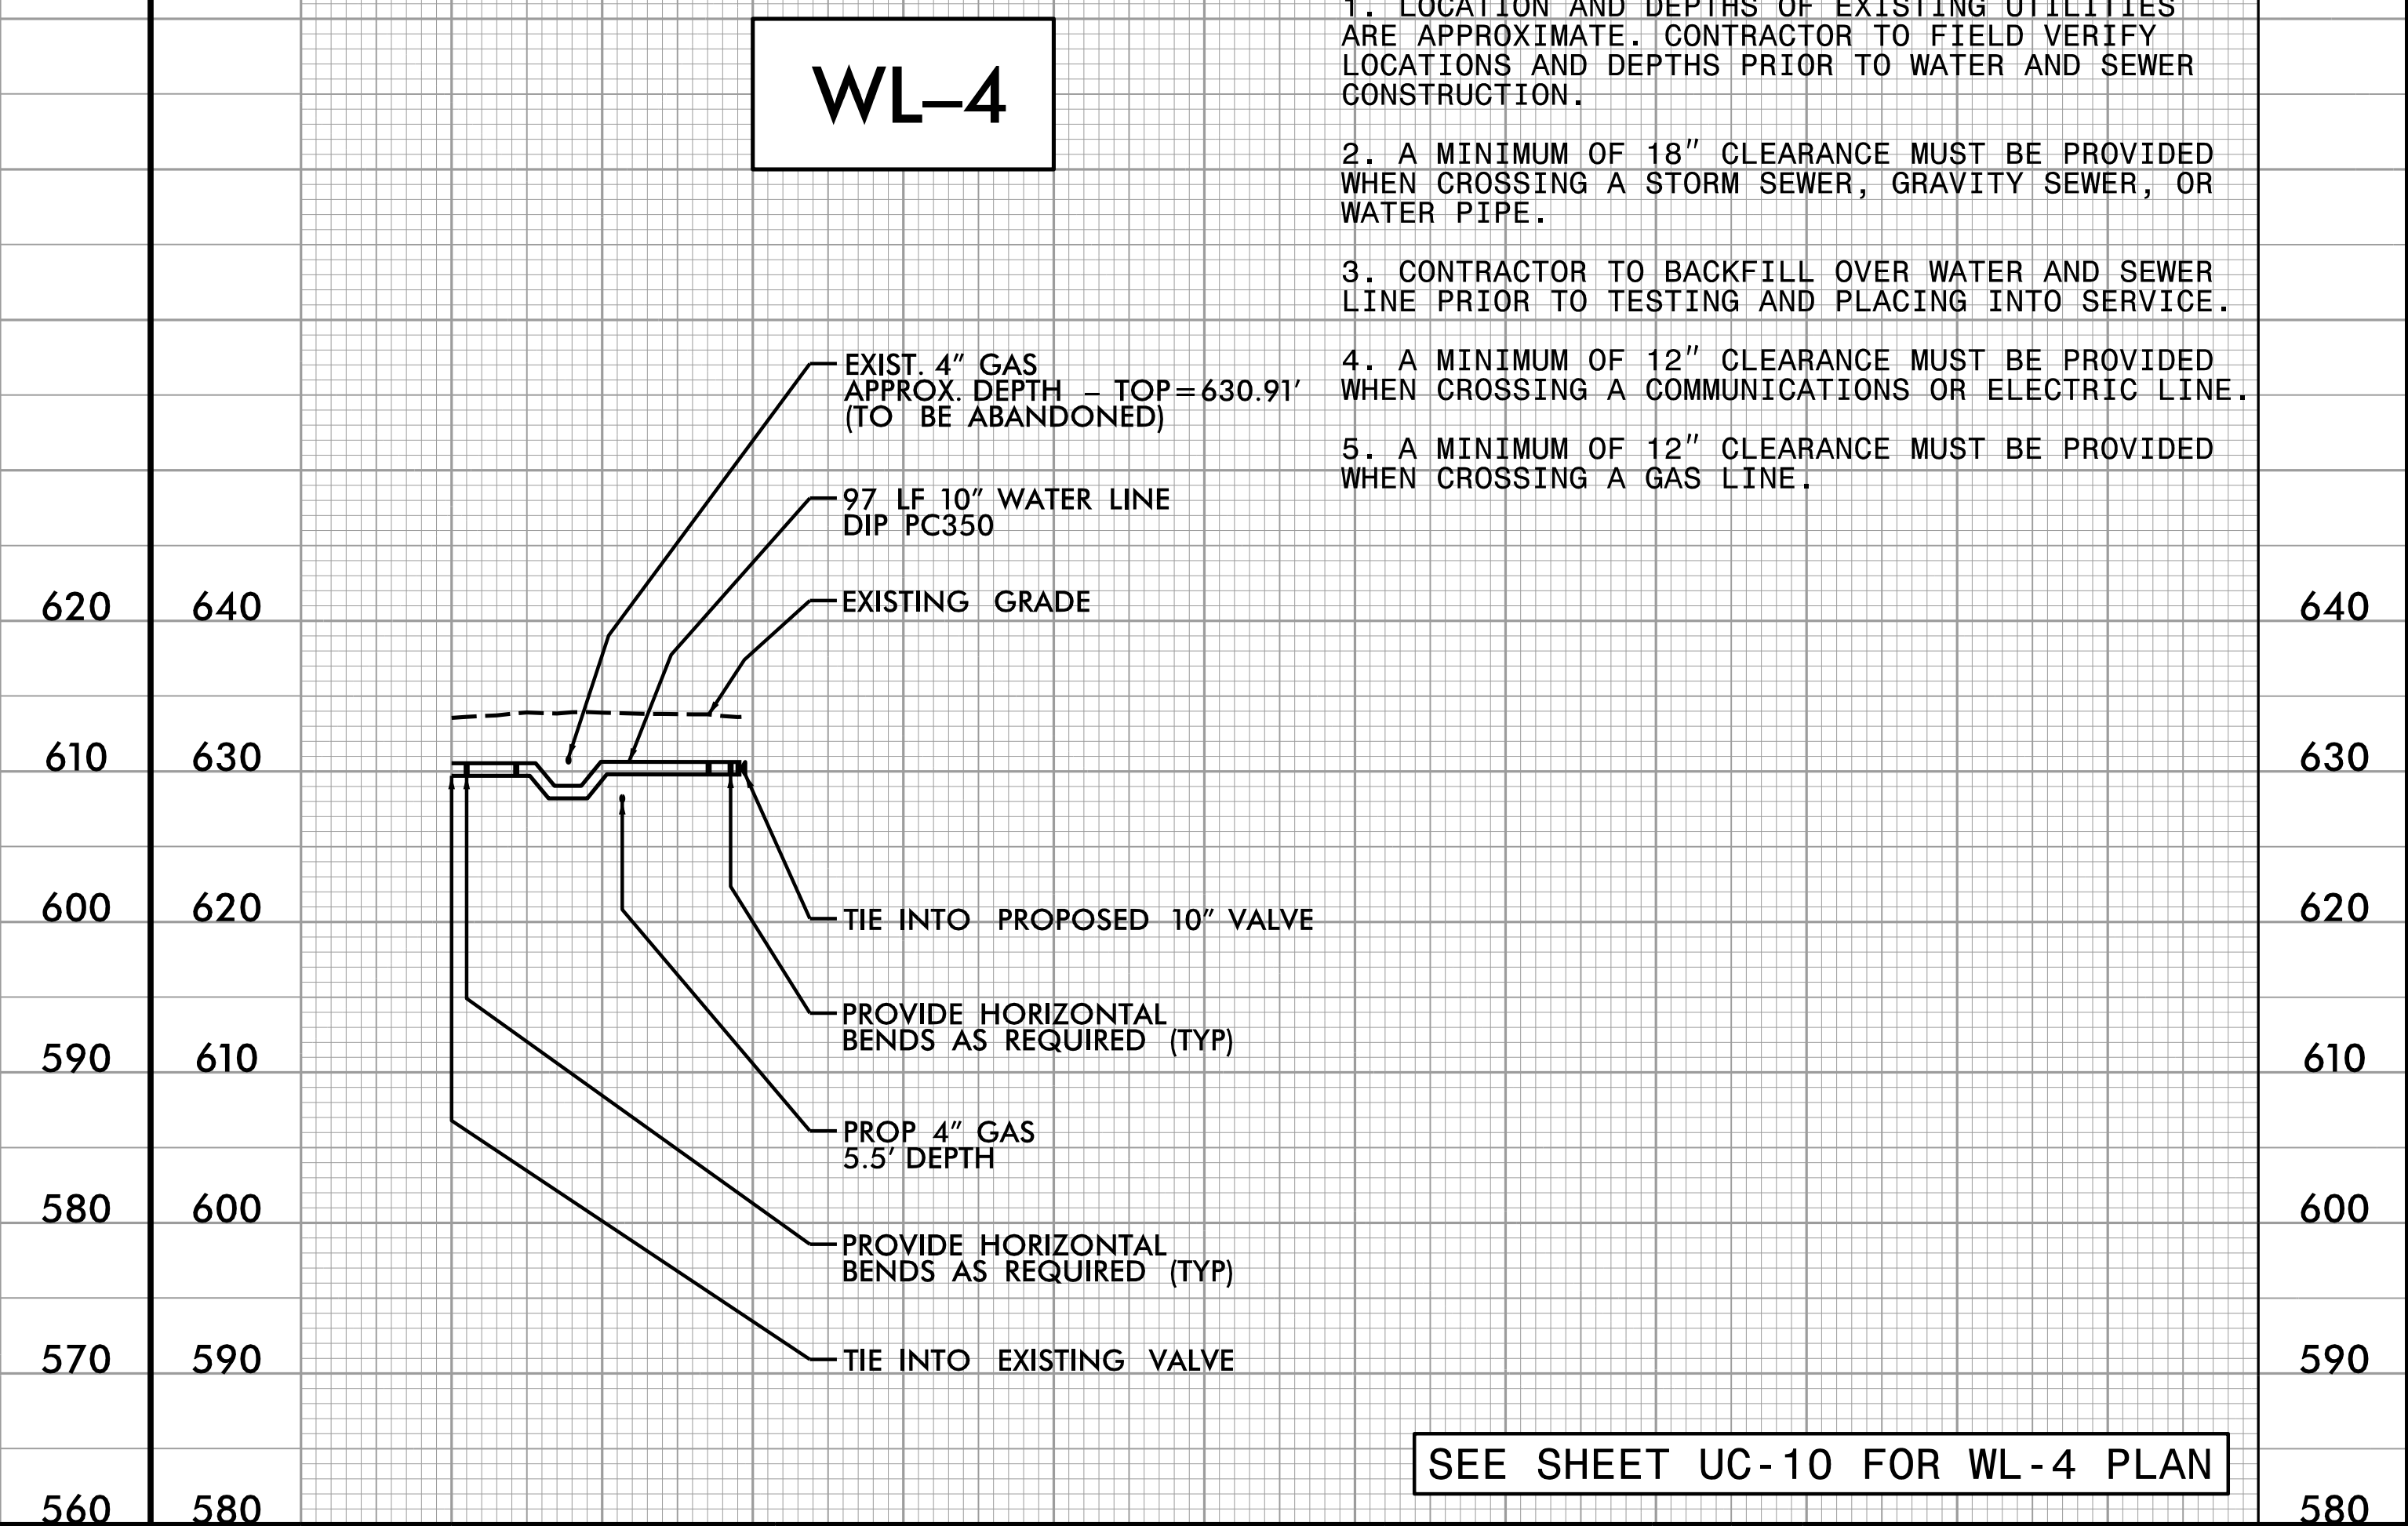 WL-4
1. LOCATION AND DEPTHS OF EXISTING UTILITIES
ARE APPROXIMATE. CONTRACTOR TO FIELD VERIFY
LOCATIONS AND DEPTHS PRIOR TO WATER AND SEWER
CONSTRUCTION.
2. A MINIMUM OF 18" CLEARANCE MUST BE PROVIDED
WHEN CROSSING A STORM SEWER, GRAVITY SEWER, OR
WATER PIPE.
3. CONTRACTOR TO BACKFILL OVER WATER AND SEWER
LINE PRIOR TO TESTING AND PLACING INTO SERVICE.
4. A MINIMUM OF 12" CLEARANCE MUST BE PROVIDED
WHEN CROSSING A COMMUNICATIONS OR ELECTRIC LINE.
5. A MINIMUM OF 12" CLEARANCE MUST BE PROVIDED
WHEN CROSSING A GAS LINE.
EXIST. 4" GAS
APPROX. DEPTH - TOP=630.91'
(TO BE ABANDONED)
97 LF 10" WATER LINE
DIP PC350
EXISTING GRADE
620 640 640
610 630 630
600 620 620
TIE INTO PROPOSED 10" VALVE
PROVIDE HORIZONTAL
BENDS AS REQUIRED (TYP)
590 610 610
PROP 4" GAS
5.5' DEPTH
580 600 600
PROVIDE HORIZONTAL
BENDS AS REQUIRED (TYP)
570 590 590
TIE INTO EXISTING VALVE
SEE SHEET UC-10 FOR WL-4 PLAN
560 580 580